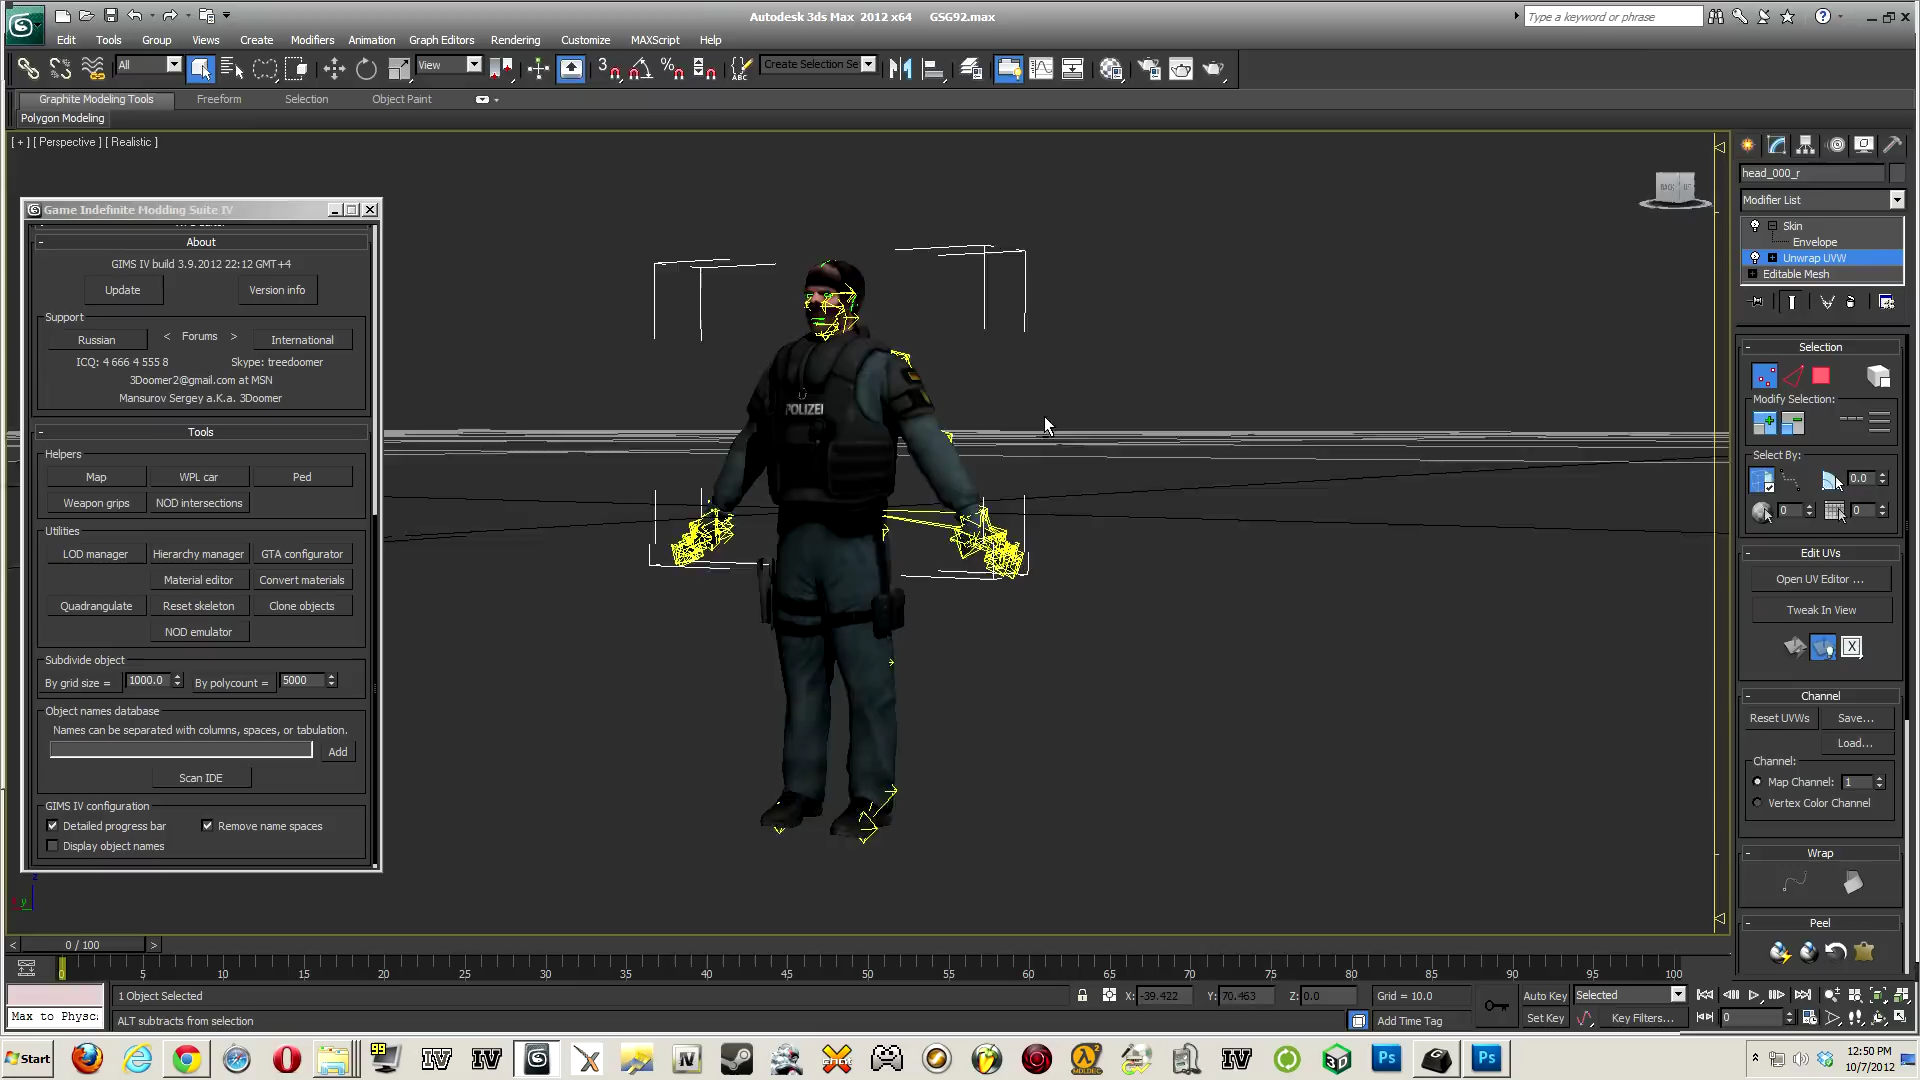 Autodesk 3ds Max 2012 x64 GSG92.max
Type a keyword or phrase
Edit Tools Group Views Create Modifiers Animation Graph Editors Rendering Customize MAXScript Help
All
View
3
Create Selection Se
Graphite Modeling Tools Freeform Selection Object Paint
Polygon Modeling
[ + ] [ Perspective ] [ Realistic ]
Game Indefinite Modding Suite IV
- About
GIMS IV build 3.9.2012 22:12 GMT+4
Update Version info
Support
Russian < Forums > International
ICQ: 4 666 4 555 8 Skype: treedoomer
3Doomer2@gmail.com at MSN
Mansurov Sergey a.K.a. 3Doomer
- Tools
Helpers
Map WPL car Ped
Weapon grips NOD intersections
Utilities
LOD manager Hierarchy manager GTA configurator
Material editor Convert materials
Quadrangulate Reset skeleton Clone objects
NOD emulator
Subdivide object
By grid size = 1000.0 By polycount = 5000
Object names database
Names can be separated with columns, spaces, or tabulation.
Add
Scan IDE
GIMS IV configuration
Detailed progress bar Remove name spaces
Display object names
POLIZEI
head_000_r
Modifier List
Skin
Envelope
Unwrap UVW
Editable Mesh
- Selection
Modify Selection:
Select By:
0.0
0 0
- Edit UVs
Open UV Editor ...
Tweak In View
- Channel
Reset UVWs Save...
Load...
Channel:
Map Channel: 1
Vertex Color Channel
- Wrap
- Peel
z
y
< 0 / 100 >
0 5 10 15 20 25 30 35 40 45 50 55 60 65 70 75 80 85 90 95 100
1 Object Selected X: -39.422 Y: 70.463 Z: 0.0 Grid = 10.0 Auto Key Selected
Max to Physc:
ALT subtracts from selection Add Time Tag Set Key Key Filters... 0
Start 99 IV IV IV IV 3D Ps Ps
12:50 PM
10/7/2012